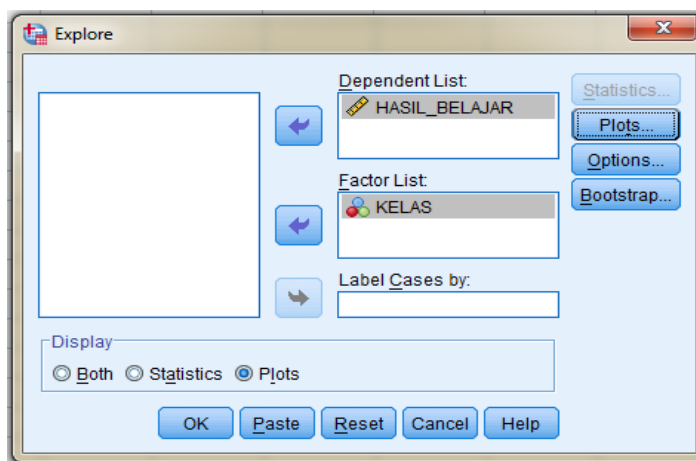 Explore
Dependent List:
HASIL_BELAJAR
Statistics...
Plots...
Options...
Bootstrap...
Factor List:
KELAS
Label Cases by:
Display
Both Statistics Plots
OK Paste Reset Cancel Help